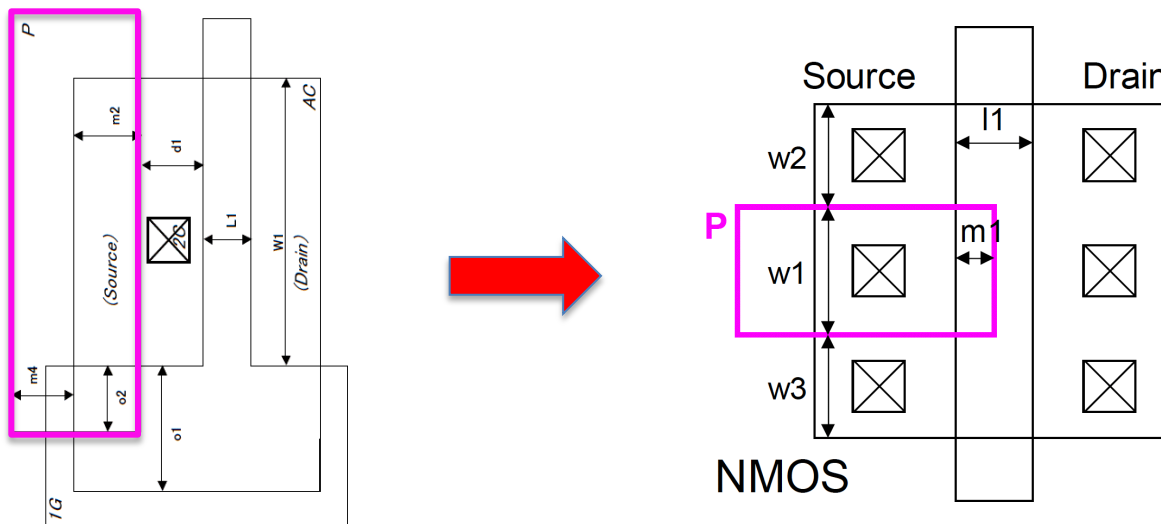 P
AC
m2
d1
2C
L1
W1
(Source)
(Drain)
m4
o2
o1
1G
Source
Drain
l1
w2
P
m1
w1
w3
NMOS